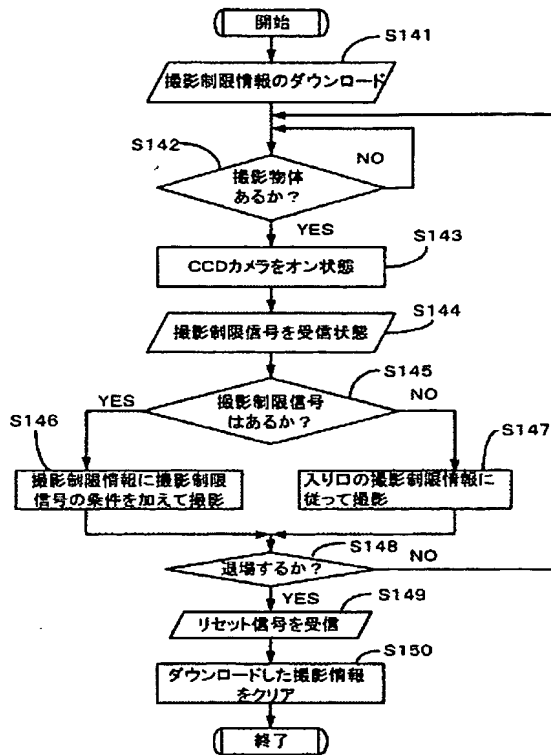 開始
S141
撮影制限情報のダウンロード
S142
NO
撮影物体
あるか？
YES
S143
CCDカメラをオン状態
S144
撮影制限信号を受信状態
S145
YES
撮影制限信号
はあるか？
NO
S146
S147
撮影制限情報に撮影制限
信号の条件を加えて撮影
入り口の撮影制限情報に
従って撮影
S148
退場するか？
NO
YES
S149
リセット信号を受信
S150
ダウンロードした撮影情報
をクリア
終了